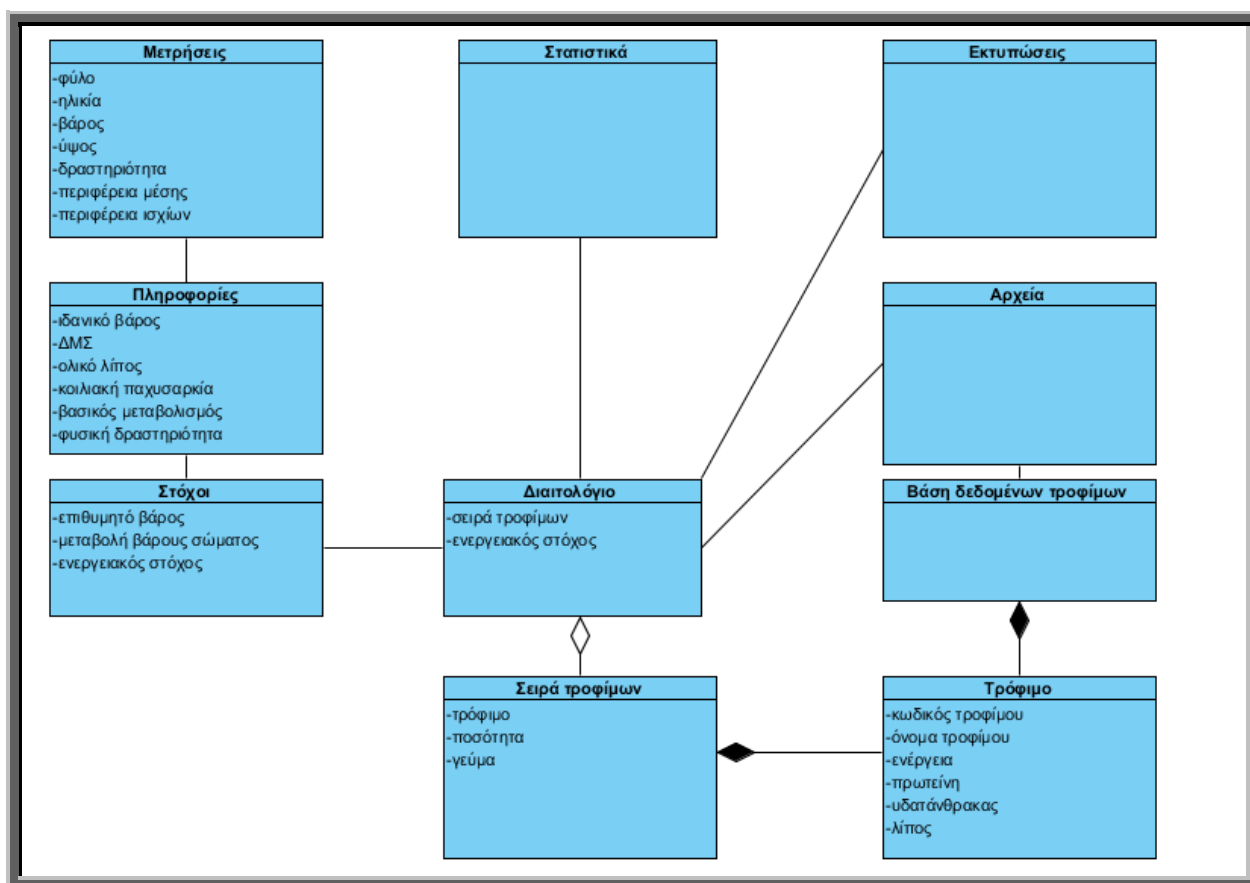 Μετρήσεις
-φύλο
-ηλικία
-βάρος
-ύψος
-δραστηριότητα
-περιφέρεια μέσης
-περιφέρεια ισχίων
Στατιστικά
Εκτυπώσεις
Πληροφορίες
-ιδανικό βάρος
-ΔΜΣ
-ολικό λίπος
-κοιλιακή παχυσαρκία
-βασικός μεταβολισμός
-φυσική δραστηριότητα
Αρχεία
Στόχοι
-επιθυμητό βάρος
-μεταβολή βάρους σώματος
-ενεργειακός στόχος
Διαιτολόγιο
-σειρά τροφίμων
-ενεργειακός στόχος
Βάση δεδομένων τροφίμων
Σειρά τροφίμων
-τρόφιμο
-ποσότητα
-γεύμα
Τρόφιμο
-κωδικός τροφίμου
-όνομα τροφίμου
-ενέργεια
-πρωτείνη
-υδατάνθρακας
-λίπος